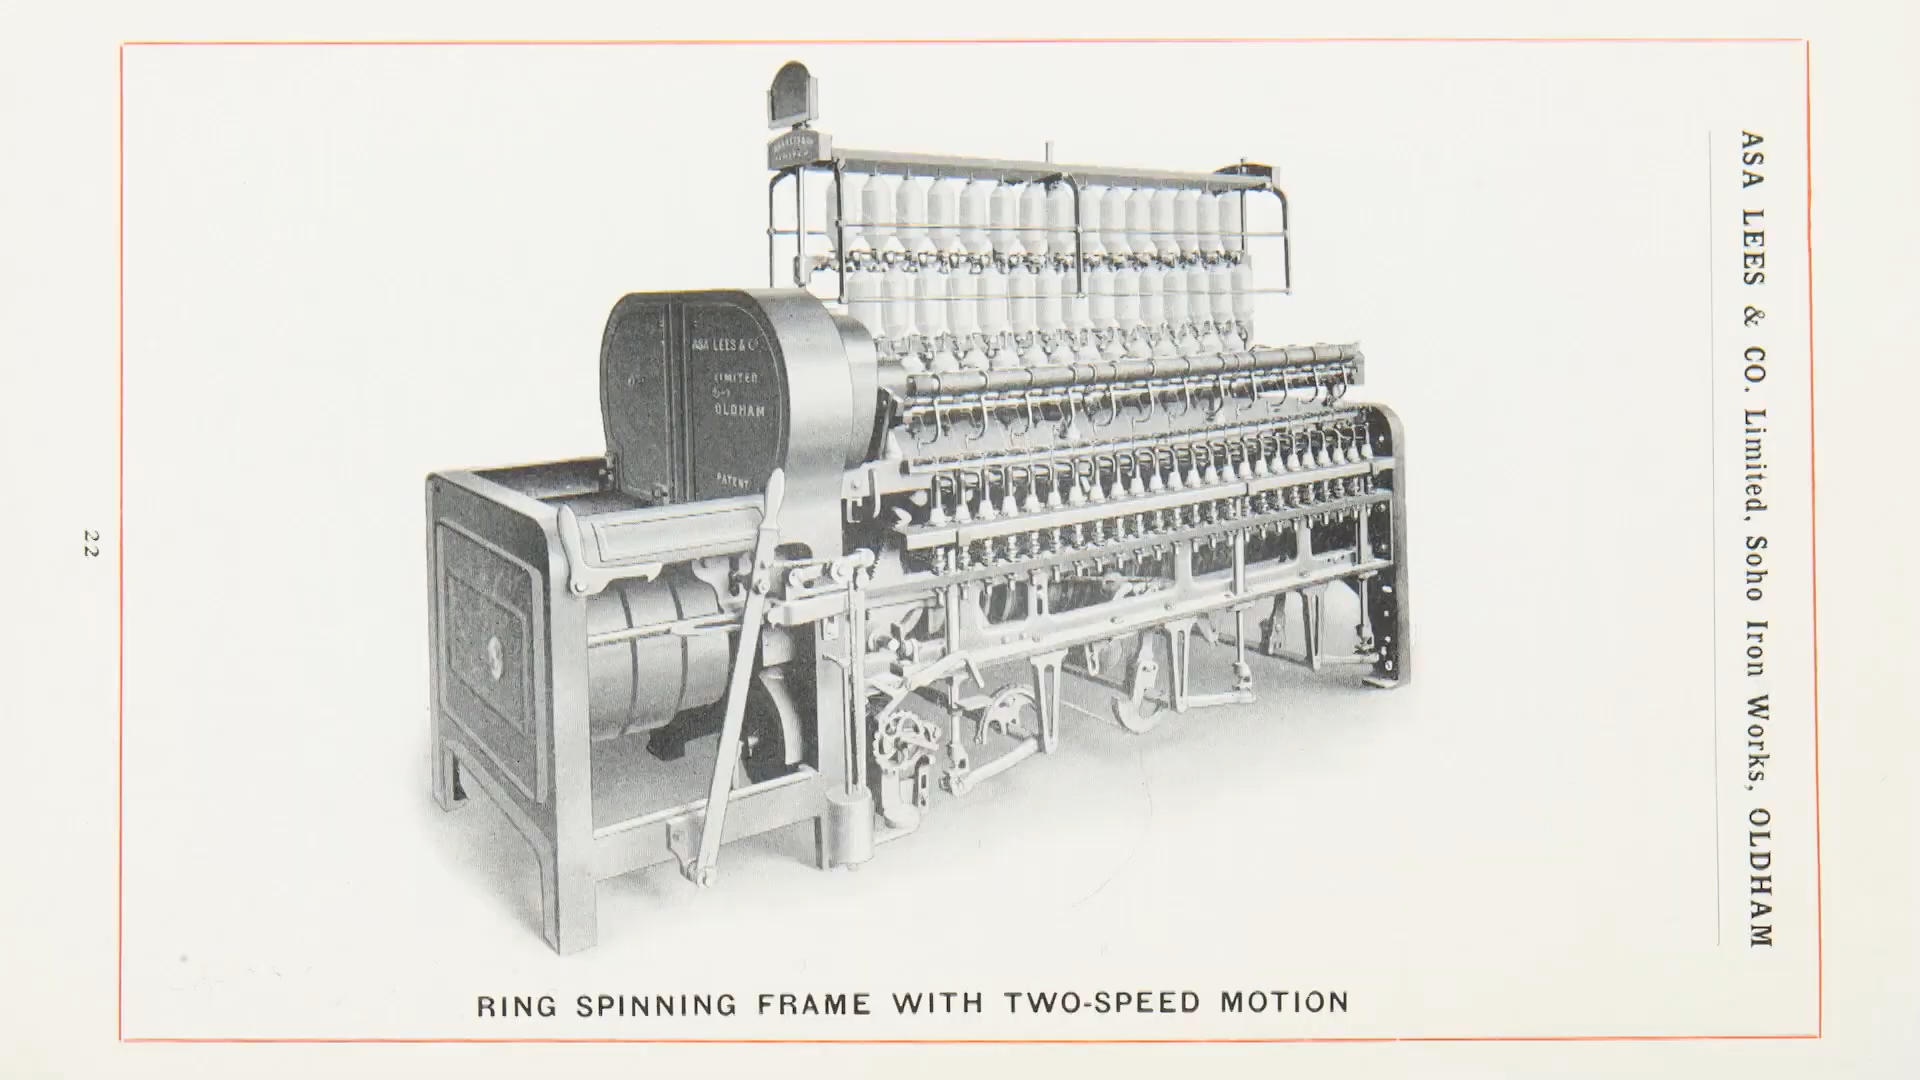 ASA LEES & CO. Limited, Soho Iron Works, OLDHAM
ASA LEES & Co
LIMITED
OLDHAM
PATENT
RING SPINNING FRAME WITH TWO-SPEED MOTION
22